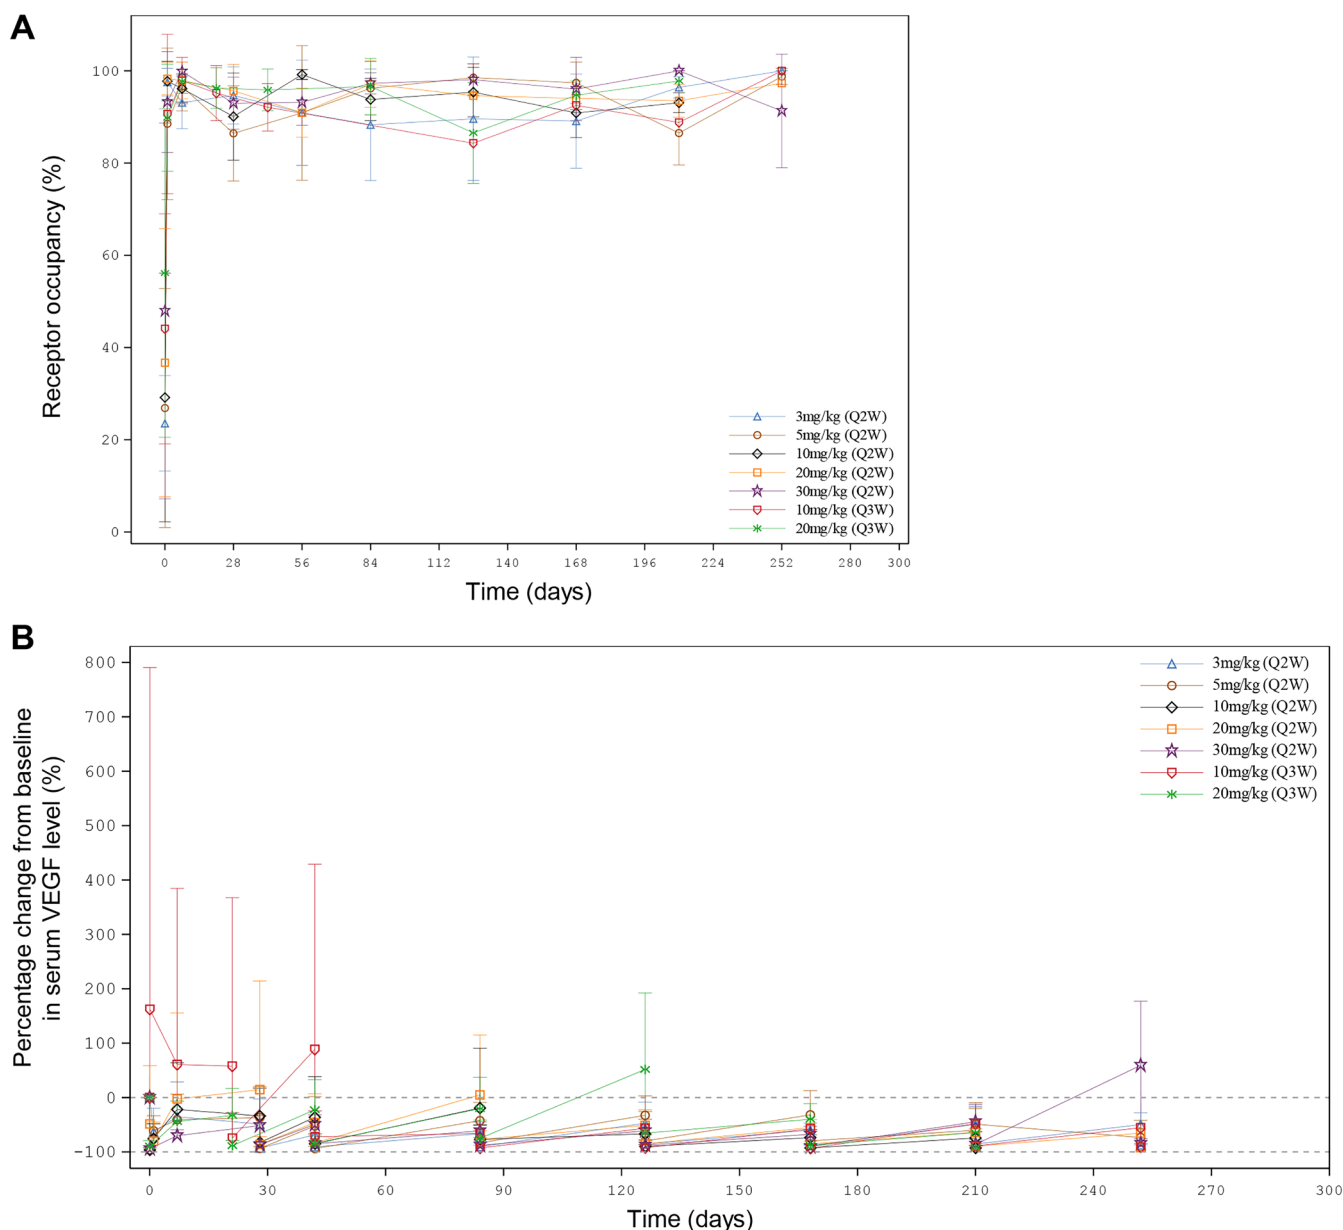 A
Receptor occupancy (%)
100
80
60
40
20
0
3mg/kg (Q2W)
5mg/kg (Q2W)
10mg/kg (Q2W)
20mg/kg (Q2W)
30mg/kg (Q2W)
10mg/kg (Q3W)
20mg/kg (Q3W)
0 28 56 84 112 140 168 196 224 252 280 300
Time (days)
B
Percentage change from baseline
in serum VEGF level (%)
800
700
600
500
400
300
200
100
0
−100
3mg/kg (Q2W)
5mg/kg (Q2W)
10mg/kg (Q2W)
20mg/kg (Q2W)
30mg/kg (Q2W)
10mg/kg (Q3W)
20mg/kg (Q3W)
0 30 60 90 120 150 180 210 240 270 300
Time (days)